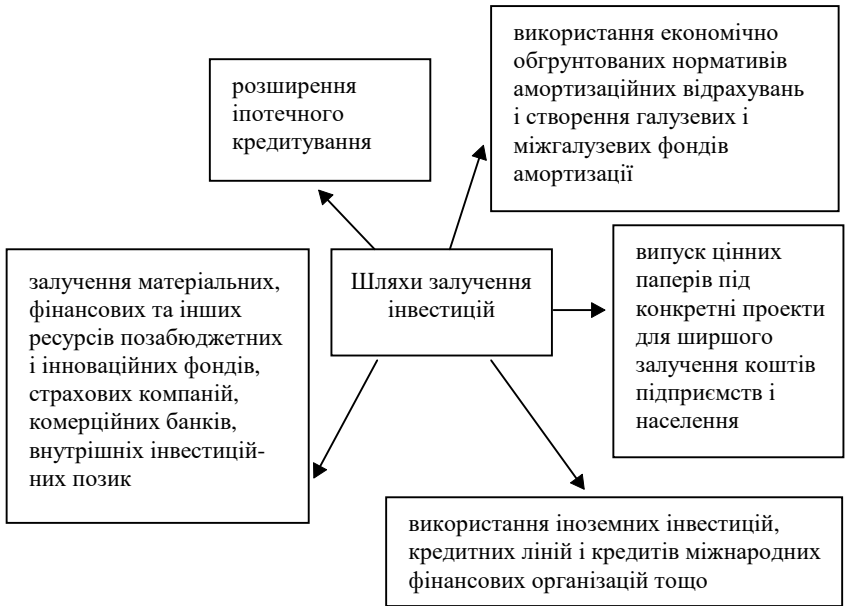 використання економічно
обгрунтованих нормативів
амортизаційних відрахувань
і створення галузевих і
міжгалузевих фондів
амортизації
розширення
іпотечного
кредитування
залучення матеріальних,
фінансових та інших
ресурсів позабюджетних
і інноваційних фондів,
страхових компаній,
комерційних банків,
внутрішніх інвестицій-
них позик
Шляхи залучення
інвестицій
випуск цінних
паперів під
конкретні проекти
для ширшого
залучення коштів
підприємств і
населення
використання іноземних інвестицій,
кредитних ліній і кредитів міжнародних
фінансових організацій тощо